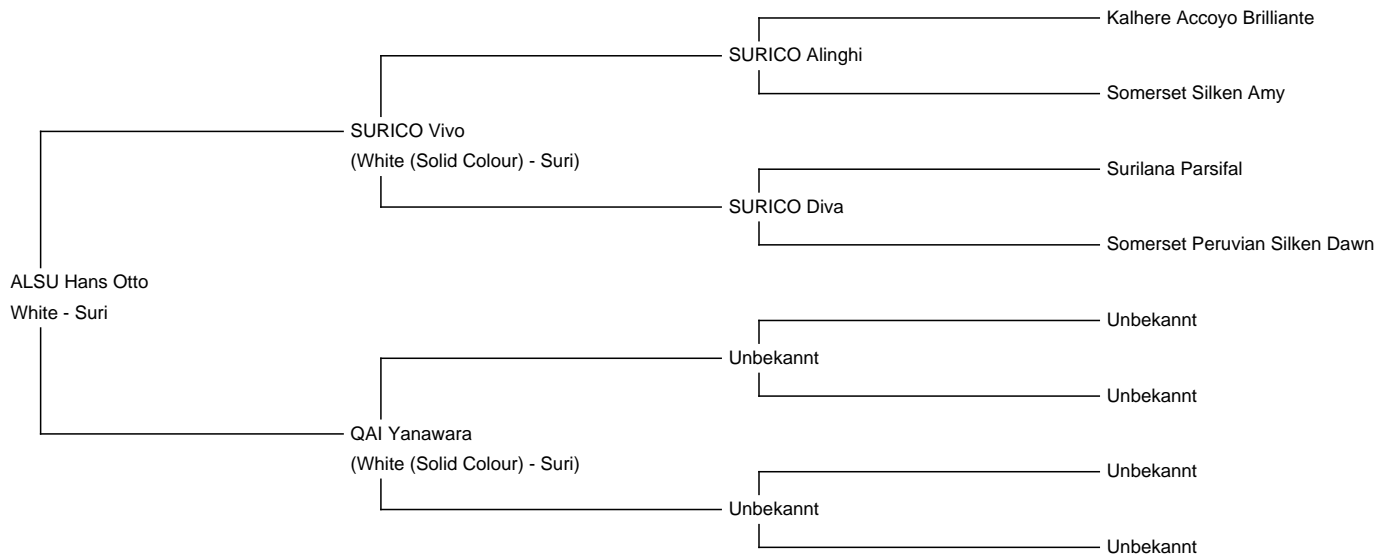 Kalhere Accoyo Brilliante
SURICO Alinghi
Somerset Silken Amy
SURICO Vivo
(White (Solid Colour) - Suri)
Surilana Parsifal
SURICO Diva
Somerset Peruvian Silken Dawn
ALSU Hans Otto
White - Suri
Unbekannt
Unbekannt
Unbekannt
QAI Yanawara
(White (Solid Colour) - Suri)
Unbekannt
Unbekannt
Unbekannt